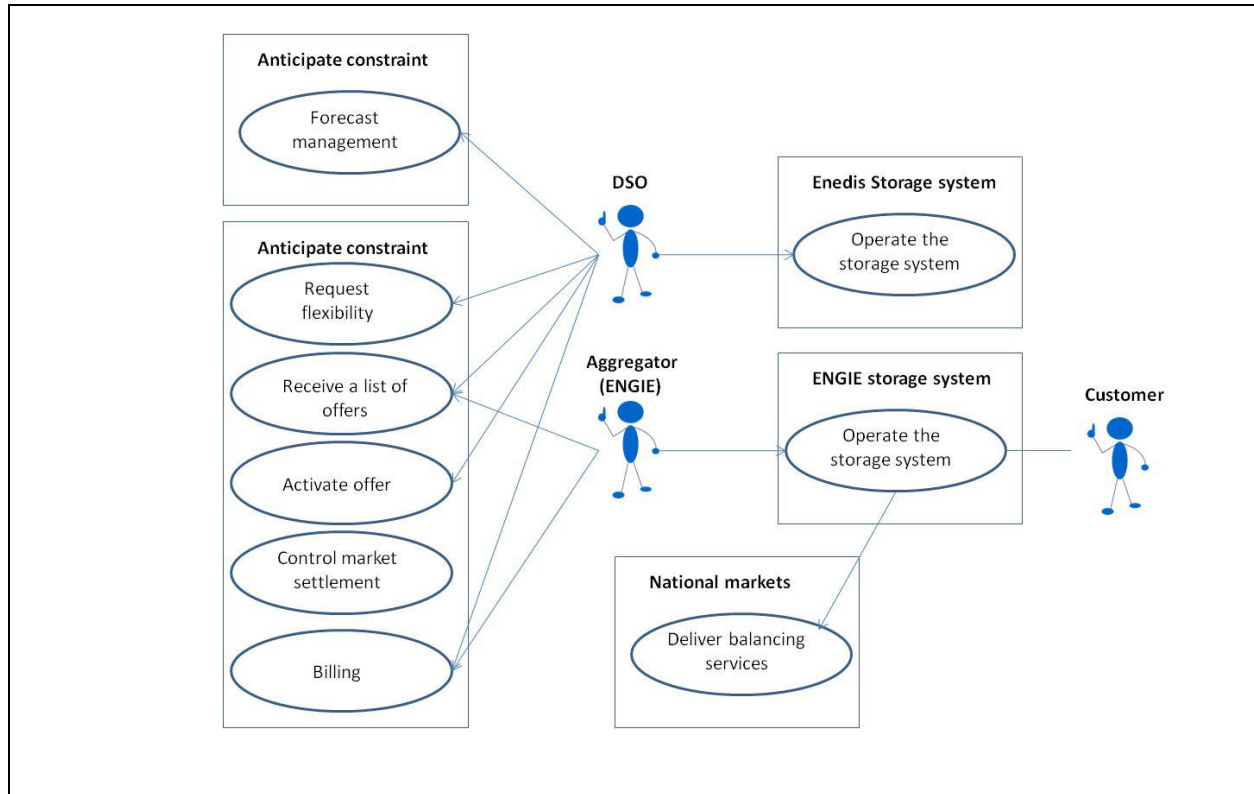 Anticipate constraint
Forecast
management
Anticipate constraint
Request
flexibility
Receive a list of
offers
Activate offer
Control market
settlement
Billing
DSO
Aggregator
(ENGIE)
Enedis Storage system
Operate the
storage system
ENGIE storage system
Operate the
storage system
Customer
National markets
Deliver balancing
services